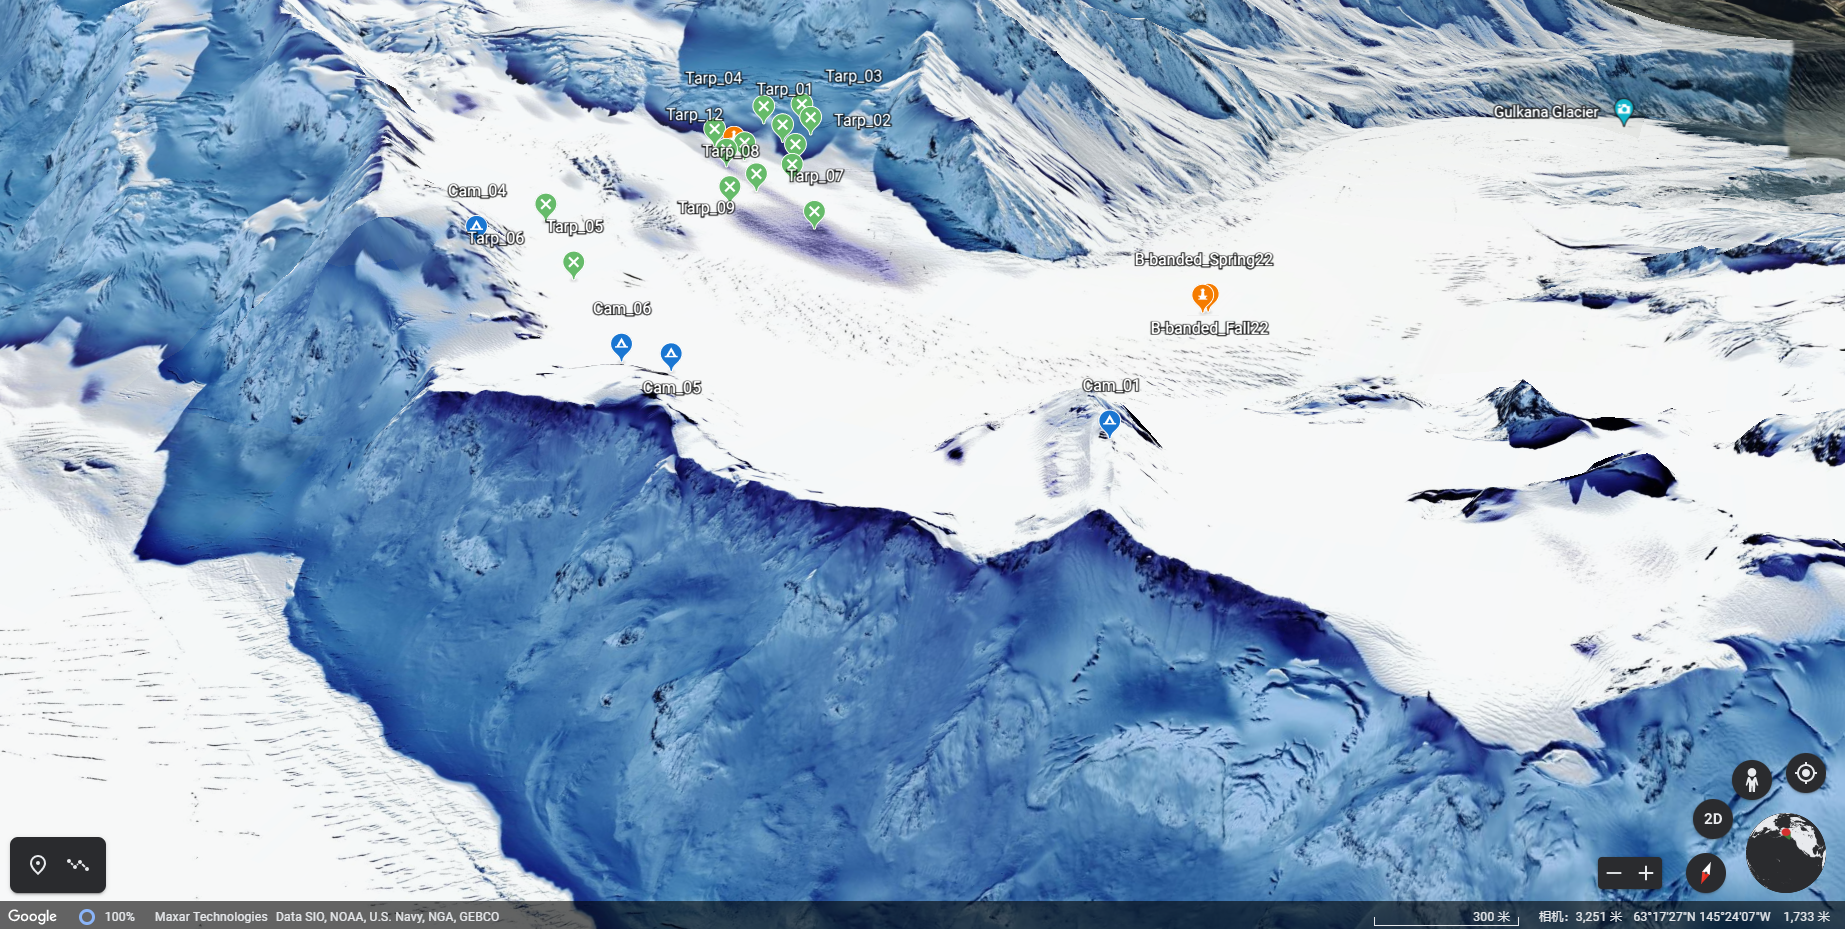 Tarp_04
Tarp_03
Tarp_01
Tarp_12
Tarp_02
Gulkana Glacier
Tarp_08
Tarp_07
Cam_04
Tarp_09
Tarp_05
Tarp_06
B-banded_Spring22
Cam_06
B-banded_Fall22
Cam_05
Cam_01
2D
Google
100%
Maxar Technologies Data SIO, NOAA, U.S. Navy, NGA, GEBCO
300 米
相机: 3,251 米 63°17'27"N 145°24'07"W 1,733 米